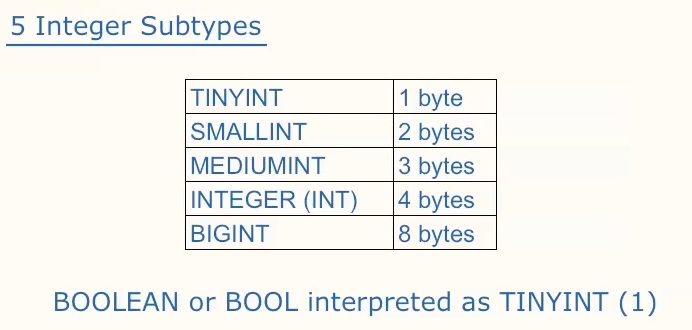 5 Integer Subtypes
TINYINT 1 byte
SMALLINT 2 bytes
MEDIUMINT 3 bytes
INTEGER (INT) 4 bytes
BIGINT 8 bytes
BOOLEAN or BOOL interpreted as TINYINT (1)